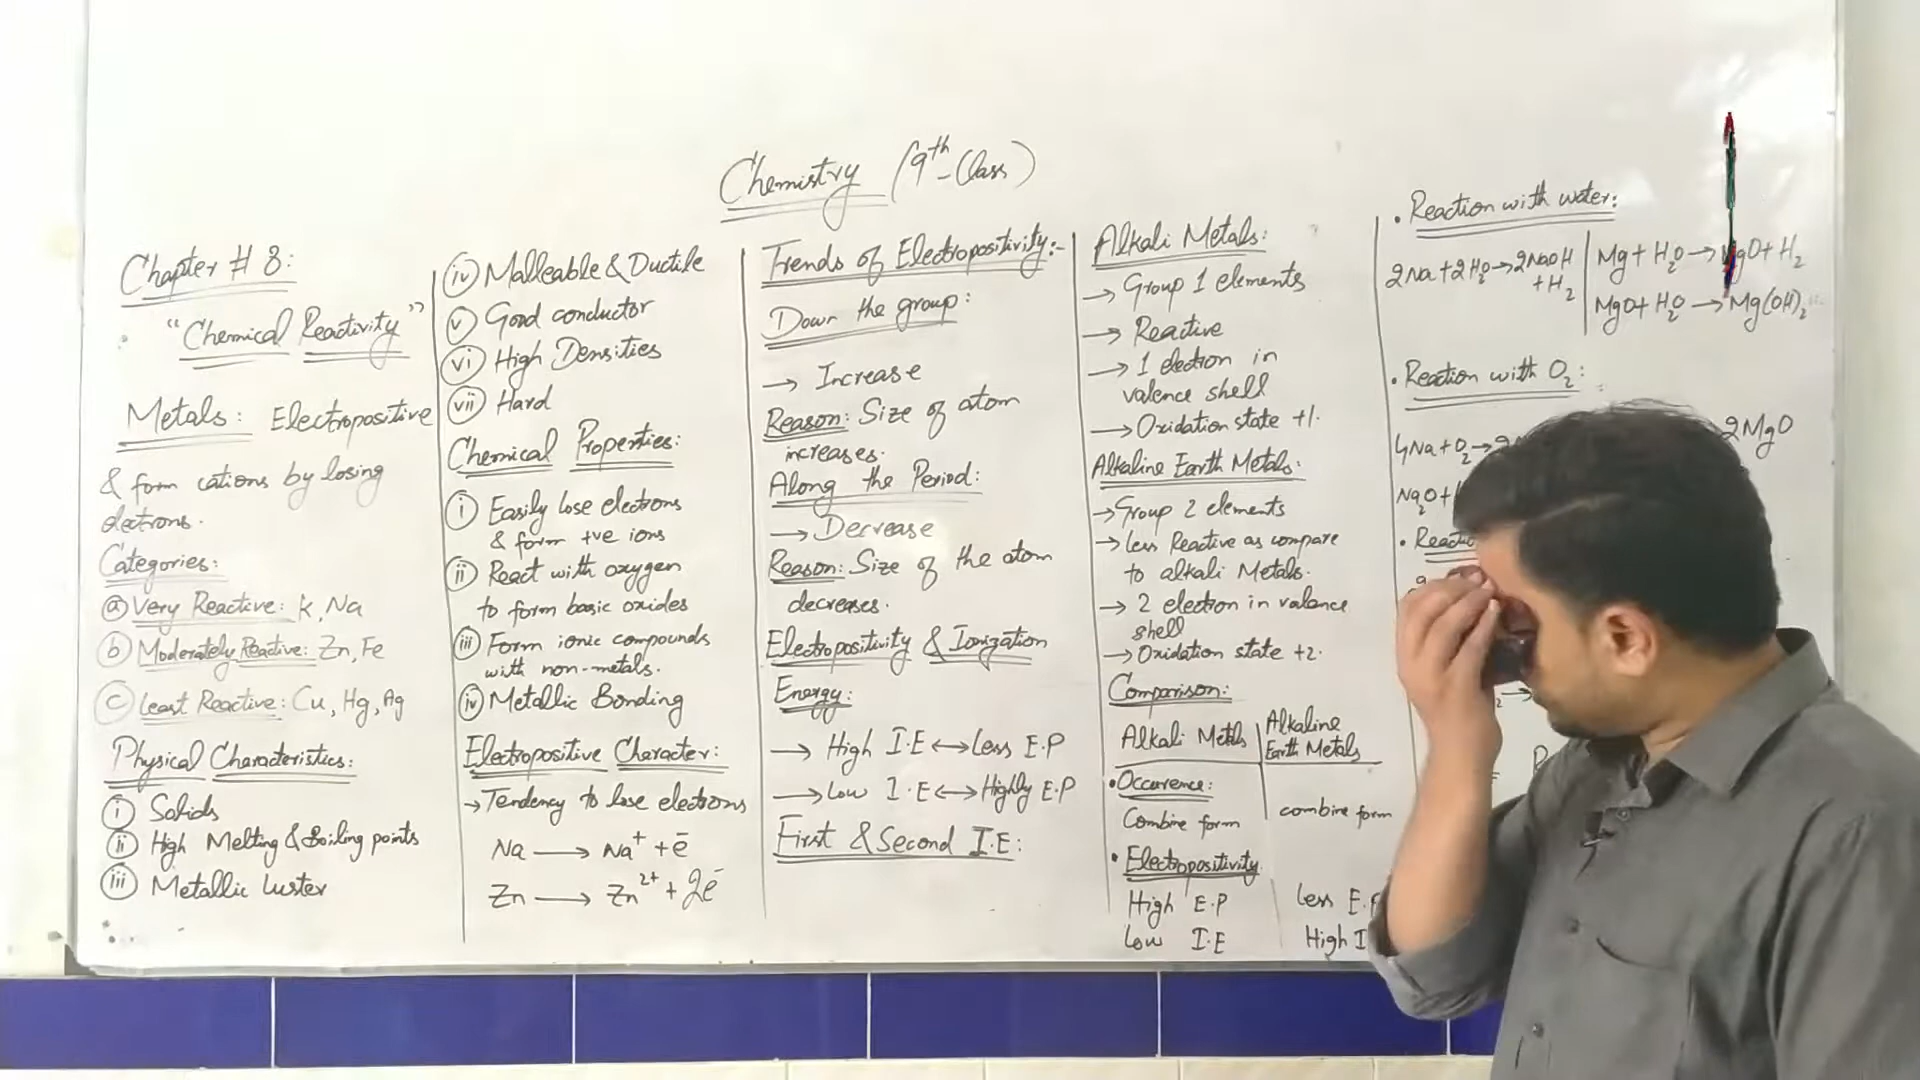 Chemistry (9th-Class)
Chapter # 8:
"Chemical Reactivity"
Metals: Electropositive
& form cations by losing
electrons.
Categories:
a Very Reactive: K, Na
b Moderately Reactive: Zn, Fe
c Least Reactive: Cu, Hg, Ag
Physical Characteristics:
i Solids
ii High Melting & Boiling points
iii Metallic Luster
iv Malleable & Ductile
v Good conductor
vi High Densities
vii Hard
Chemical Properties:
i Easily lose electrons
& form +ve ions
ii React with oxygen
to form basic oxides
iii Form ionic compounds
with non-metals.
iv Metallic Bonding
Electropositive Character:
→ Tendency to lose electrons
Na → Na⁺ + ē
Zn → Zn²⁺ + 2ē
Trends of Electropositivity:-
Down the group:
→ Increase
Reason: Size of atom
increases.
Along the Period:
→ Decrease
Reason: Size of the atom
decreases.
Electropositivity & Ionization
Energy:
→ High I.E ↔ Less E.P
→ Low I.E ↔ Highly E.P
First & Second I.E:
Alkali Metals:
→ Group 1 elements
→ Reactive
→ 1 electron in
valence shell
→ Oxidation state +1.
Alkaline Earth Metals:
→ Group 2 elements
→ Less Reactive as compare
to alkali Metals.
→ 2 electron in valance
shell
→ Oxidation state +2.
Comparison:
Alkali Metals | Alkaline
Earth Metals
• Occurence:
Combine form combine form
• Electropositivity
High E.P Less E.P
Low I.E High I
• Reaction with water:
2Na + 2H₂O → 2NaOH
+ H₂
Mg + H₂O → MgO + H₂
MgO + H₂O → Mg(OH)₂
• Reaction with O₂:
4Na + O₂ → 2MgO
Na₂O +